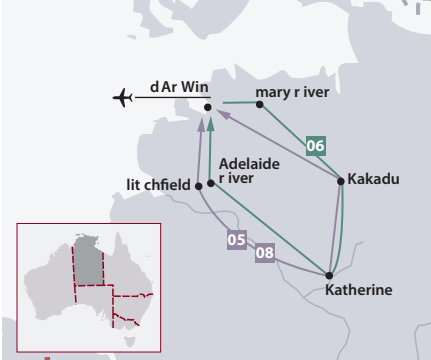 dAr Win
mary r iver
06
Adelaide
r iver
Kakadu
lit chfield
05
08
Katherine